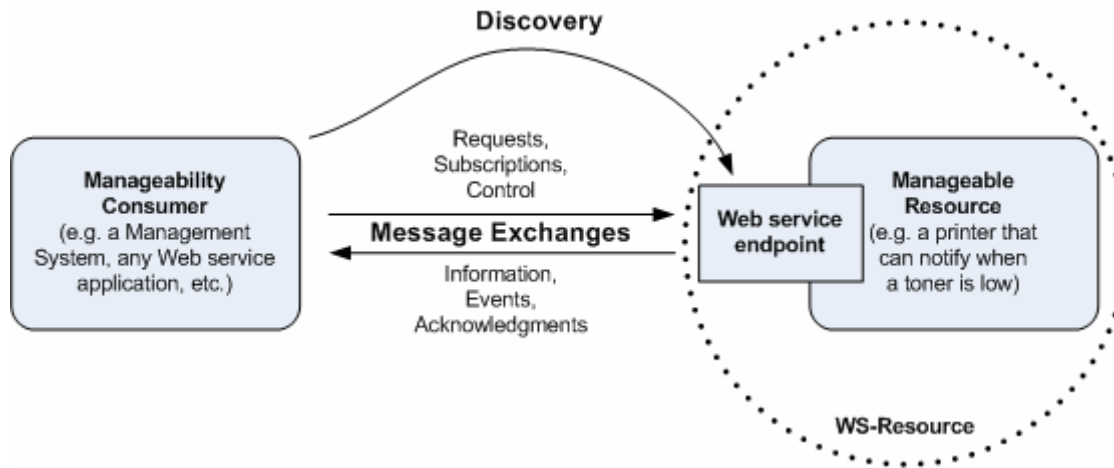 Discovery
Manageability
Consumer
(e.g. a Management
System, any Web service
application, etc.)
Requests,
Subscriptions,
Control
Message Exchanges
Information,
Events,
Acknowledgments
Web service
endpoint
Manageable
Resource
(e.g. a printer that
can notify when
a toner is low)
WS-Resource